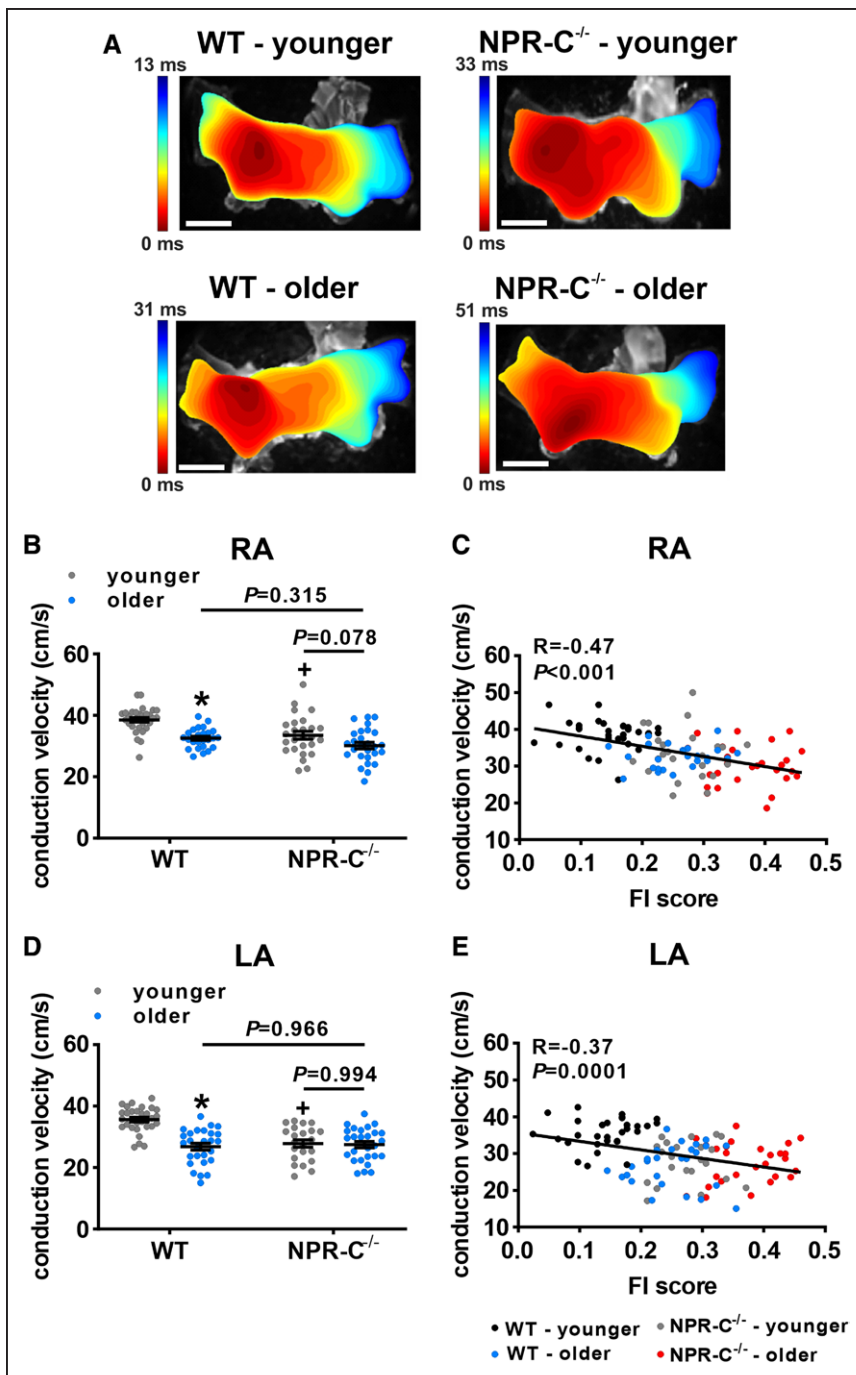 A
WT - younger
NPR-C-/- - younger
13 ms
0 ms
33 ms
0 ms
WT - older
NPR-C-/- - older
31 ms
0 ms
51 ms
0 ms
B
RA
younger
older
P=0.315
P=0.078
+
*
conduction velocity (cm/s)
60
40
20
0
WT
NPR-C-/-
C
RA
R=-0.47
P<0.001
conduction velocity (cm/s)
60
50
40
30
20
10
0.0 0.1 0.2 0.3 0.4 0.5
FI score
D
LA
younger
older
P=0.966
P=0.994
*
+
conduction velocity (cm/s)
60
40
20
0
WT
NPR-C-/-
E
LA
R=-0.37
P=0.0001
conduction velocity (cm/s)
60
50
40
30
20
10
0.0 0.1 0.2 0.3 0.4 0.5
FI score
WT - younger
NPR-C-/- - younger
WT - older
NPR-C-/- - older